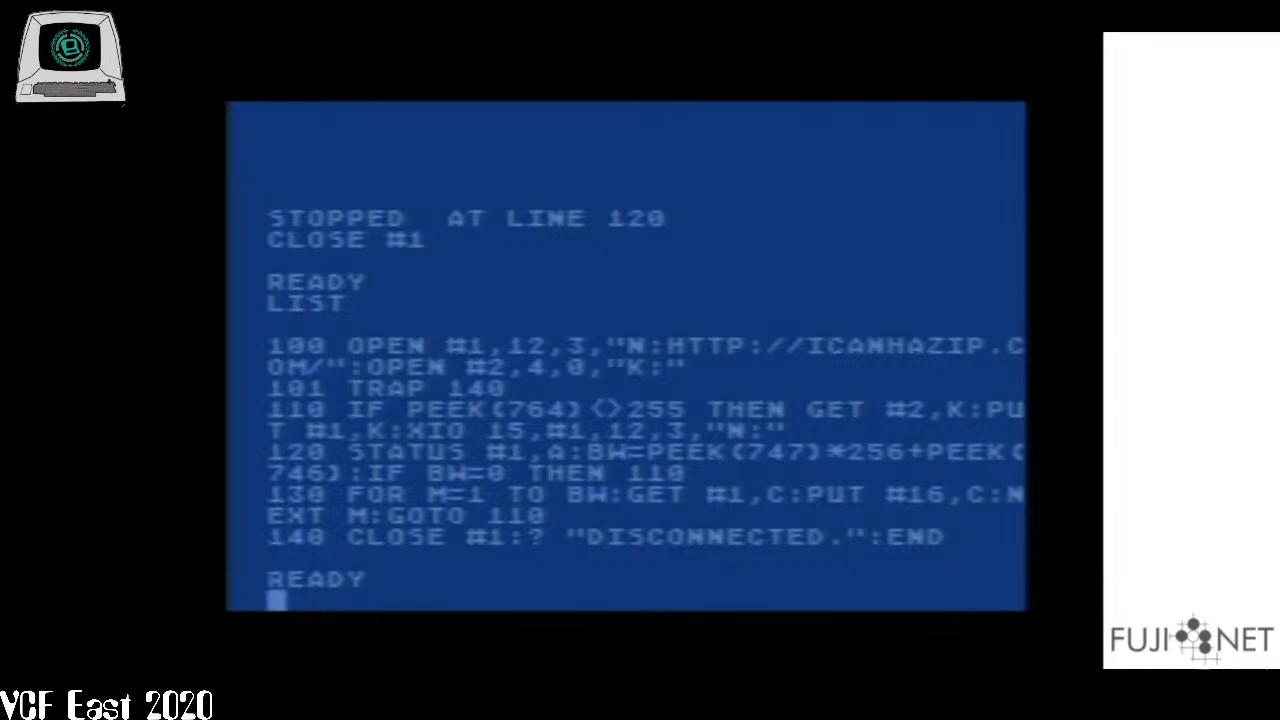 STOPPED  AT LINE 120
CLOSE #1
READY
LIST
100 OPEN #1,12,3,"N:HTTP://ICANHAZIP.C
OM/":OPEN #2,4,0,"K:"
101 TRAP 140
110 IF PEEK(764)<>255 THEN GET #2,K:PU
T #1,K:XIO 15,#1,12,3,"N:"
120 STATUS #1,A:BW=PEEK(747)*256+PEEK(
746):IF BW=0 THEN 110
130 FOR M=1 TO BW:GET #1,C:PUT #16,C:N
EXT M:GOTO 110
140 CLOSE #1:? "DISCONNECTED.":END
READY
FUJINET
VCF East 2020